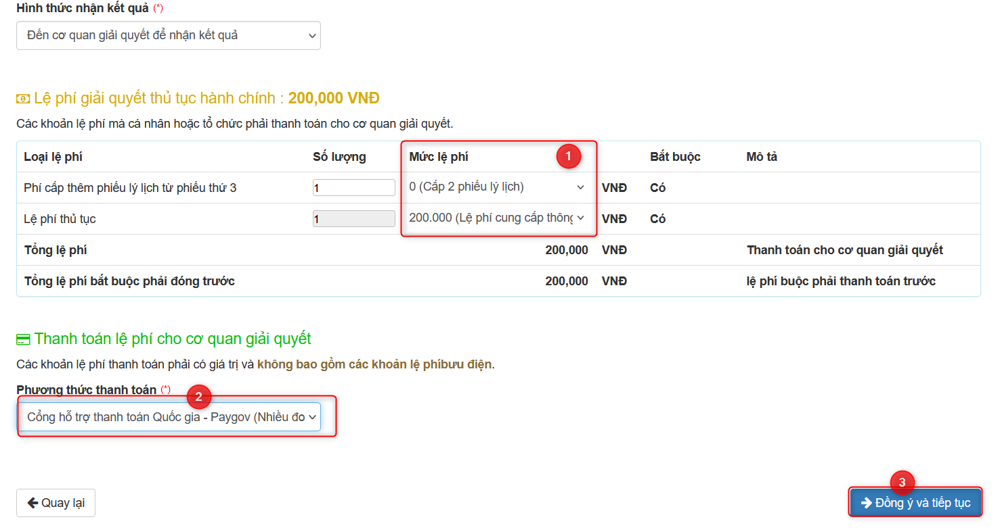 Hình thức nhận kết quả (*)
Đến cơ quan giải quyết để nhận kết quả
Lệ phí giải quyết thủ tục hành chính : 200,000 VNĐ
Các khoản lệ phí mà cá nhân hoặc tổ chức phải thanh toán cho cơ quan giải quyết.
Loại lệ phí Số lượng Mức lệ phí 1 Bắt buộc Mô tả
Phí cấp thêm phiếu lý lịch từ phiếu thứ 3 1 0 (Cấp 2 phiếu lý lịch) VNĐ Có
Lệ phí thủ tục 1 200.000 (Lệ phí cung cấp thông VNĐ Có
Tổng lệ phí 200,000 VNĐ Thanh toán cho cơ quan giải quyết
Tổng lệ phí bắt buộc phải đóng trước 200,000 VNĐ lệ phí buộc phải thanh toán trước
Thanh toán lệ phí cho cơ quan giải quyết
Các khoản lệ phí thanh toán phải có giá trị và không bao gồm các khoản lệ phíbưu điện.
Phương thức thanh toán (*)
2
Cổng hỗ trợ thanh toán Quốc gia - Paygov (Nhiều đo
3
Quay lại Đồng ý và tiếp tục